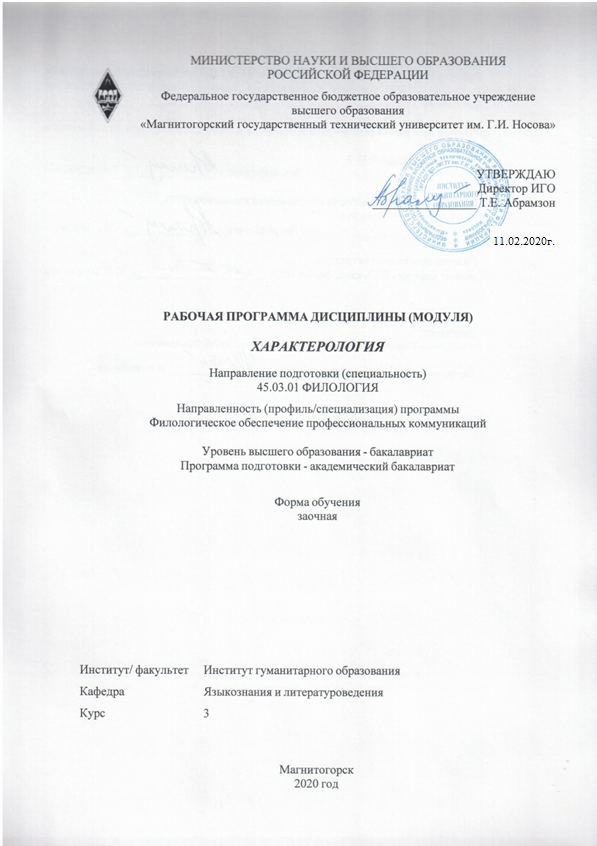 МИНИСТЕРСТВО НАУКИ И ВЫСШЕГО ОБРАЗОВАНИЯ
РОССИЙСКОЙ ФЕДЕРАЦИИ
Федеральное государственное бюджетное образовательное учреждение
высшего образования
«Магнитогорский государственный технический университет им. Г.И. Носова»
УТВЕРЖДАЮ
Директор ИГО
Т.Е. Абрамзон
ИНСТИТУТ
ГУМАНИТАРНОГО
ОБРАЗОВАНИЯ
11.02.2020г.
РАБОЧАЯ ПРОГРАММА ДИСЦИПЛИНЫ (МОДУЛЯ)
ХАРАКТЕРОЛОГИЯ
Направление подготовки (специальность)
45.03.01 ФИЛОЛОГИЯ
Направленность (профиль/специализация) программы
Филологическое обеспечение профессиональных коммуникаций
Уровень высшего образования - бакалавриат
Программа подготовки - академический бакалавриат
Форма обучения
заочная
Институт/ факультет Институт гуманитарного образования
Кафедра Языкознания и литературоведения
Курс 3
Магнитогорск
2020 год